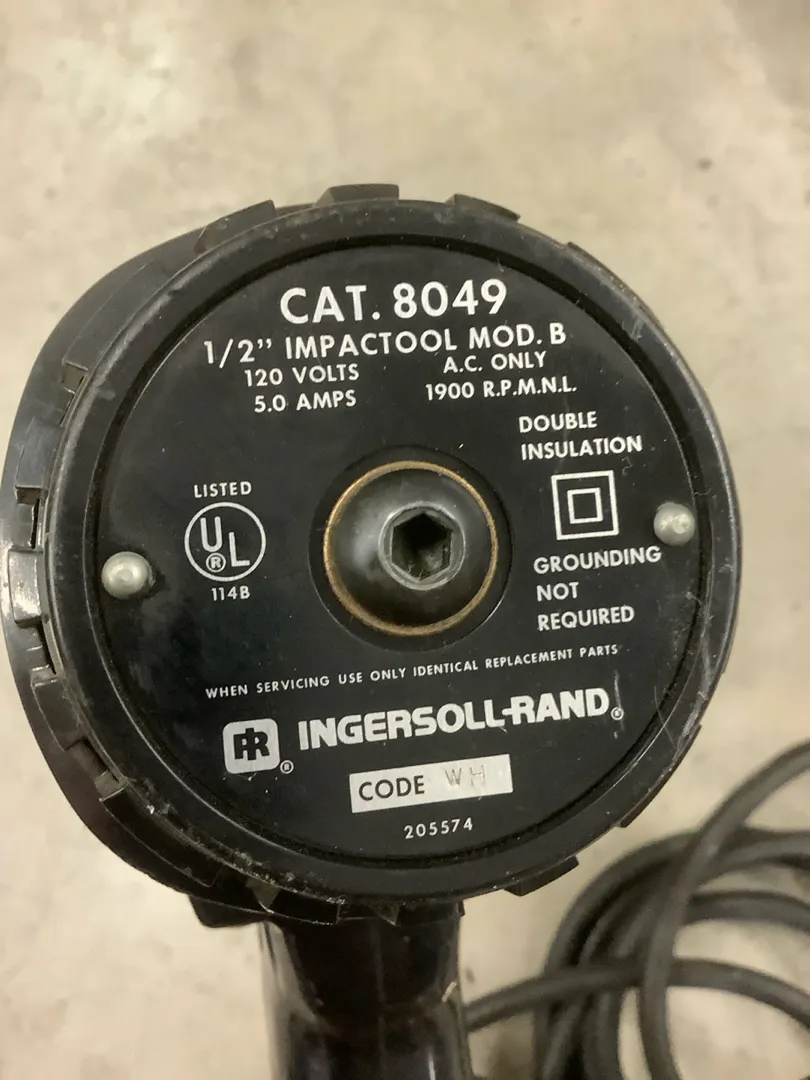 CAT. 8049
1/2” IMPACTOOL MOD. B
120 VOLTS
5.0 AMPS
A.C. ONLY
1900 R.P.M.N.L.
DOUBLE
INSULATION
LISTED
UL®
114B
GROUNDING
NOT
REQUIRED
WHEN SERVICING USE ONLY IDENTICAL REPLACEMENT PARTS
IR® INGERSOLL-RAND®
CODE WH
205574